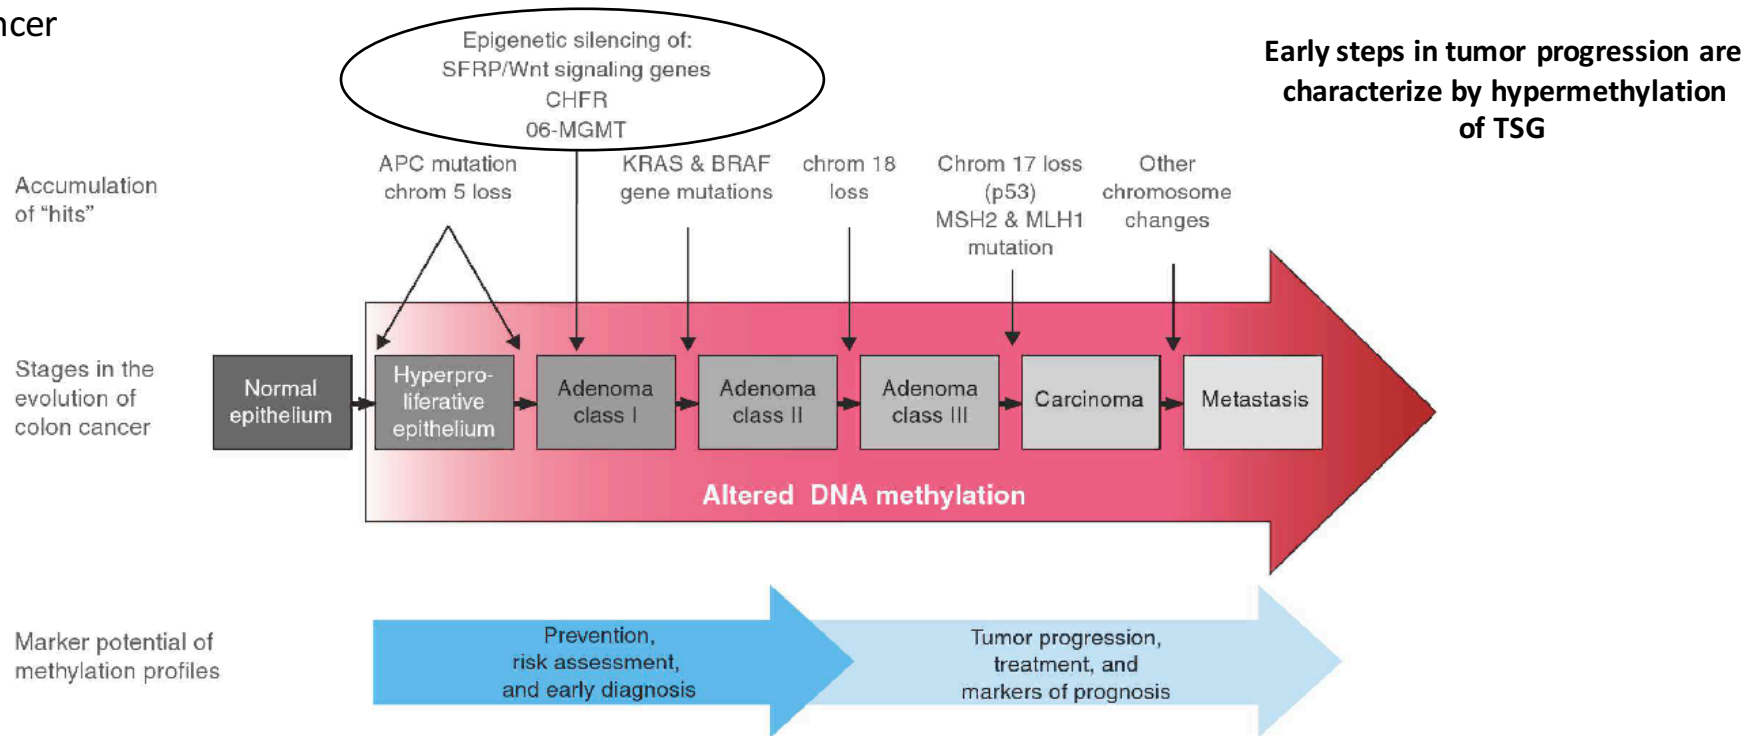 ncer
Epigenetic silencing of:
SFRP/Wnt signaling genes
CHFR
06-MGMT
Early steps in tumor progression are
characterize by hypermethylation
of TSG
Accumulation
of “hits”
APC mutation
chrom 5 loss
KRAS & BRAF
gene mutations
chrom 18
loss
Chrom 17 loss
(p53)
MSH2 & MLH1
mutation
Other
chromosome
changes
Stages in the
evolution of
colon cancer
Normal
epithelium
Hyperpro-
liferative
epithelium
Adenoma
class I
Adenoma
class II
Adenoma
class III
Carcinoma
Metastasis
Altered DNA methylation
Marker potential of
methylation profiles
Prevention,
risk assessment,
and early diagnosis
Tumor progression,
treatment, and
markers of prognosis